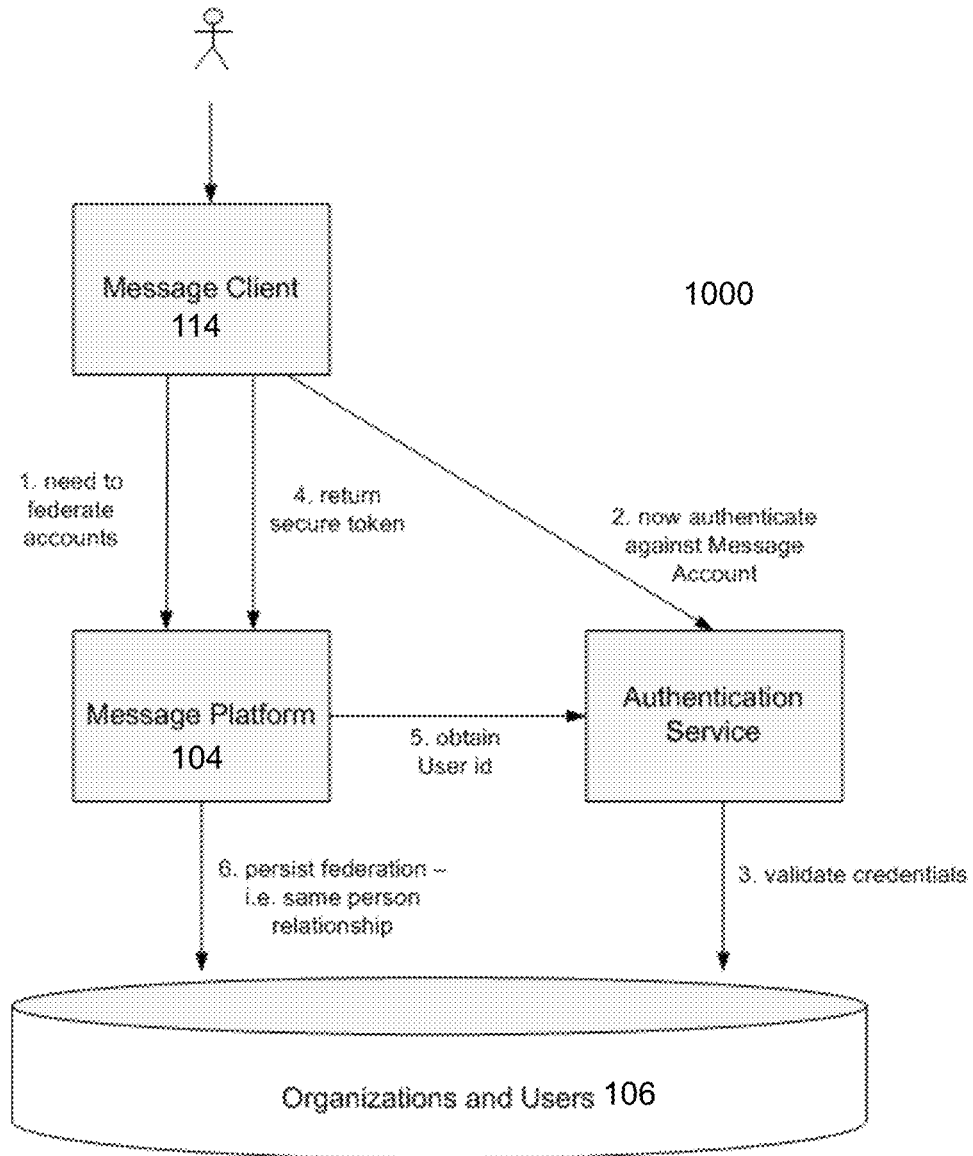 Message Client
114
1000
1. need to
federate
accounts
4. return
secure token
2. now authenticate
against Message
Account
Message Platform
104
5. obtain
User id
Authentication
Service
6. persist federation –
i.e. same person
relationship
3. validate credentials
Organizations and Users 106